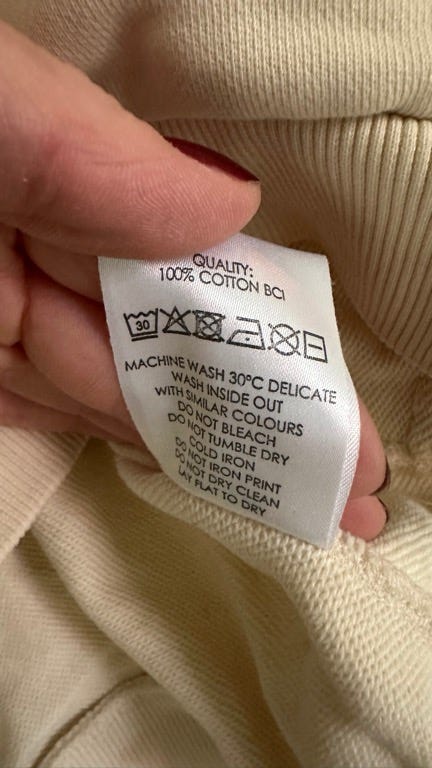 QUALITY:
100% COTTON BCI
30
MACHINE WASH 30°C DELICATE
WASH INSIDE OUT
WITH SIMILAR COLOURS
DO NOT BLEACH
DO NOT TUMBLE DRY
COLD IRON
DO NOT IRON PRINT
DO NOT DRY CLEAN
LAY FLAT TO DRY